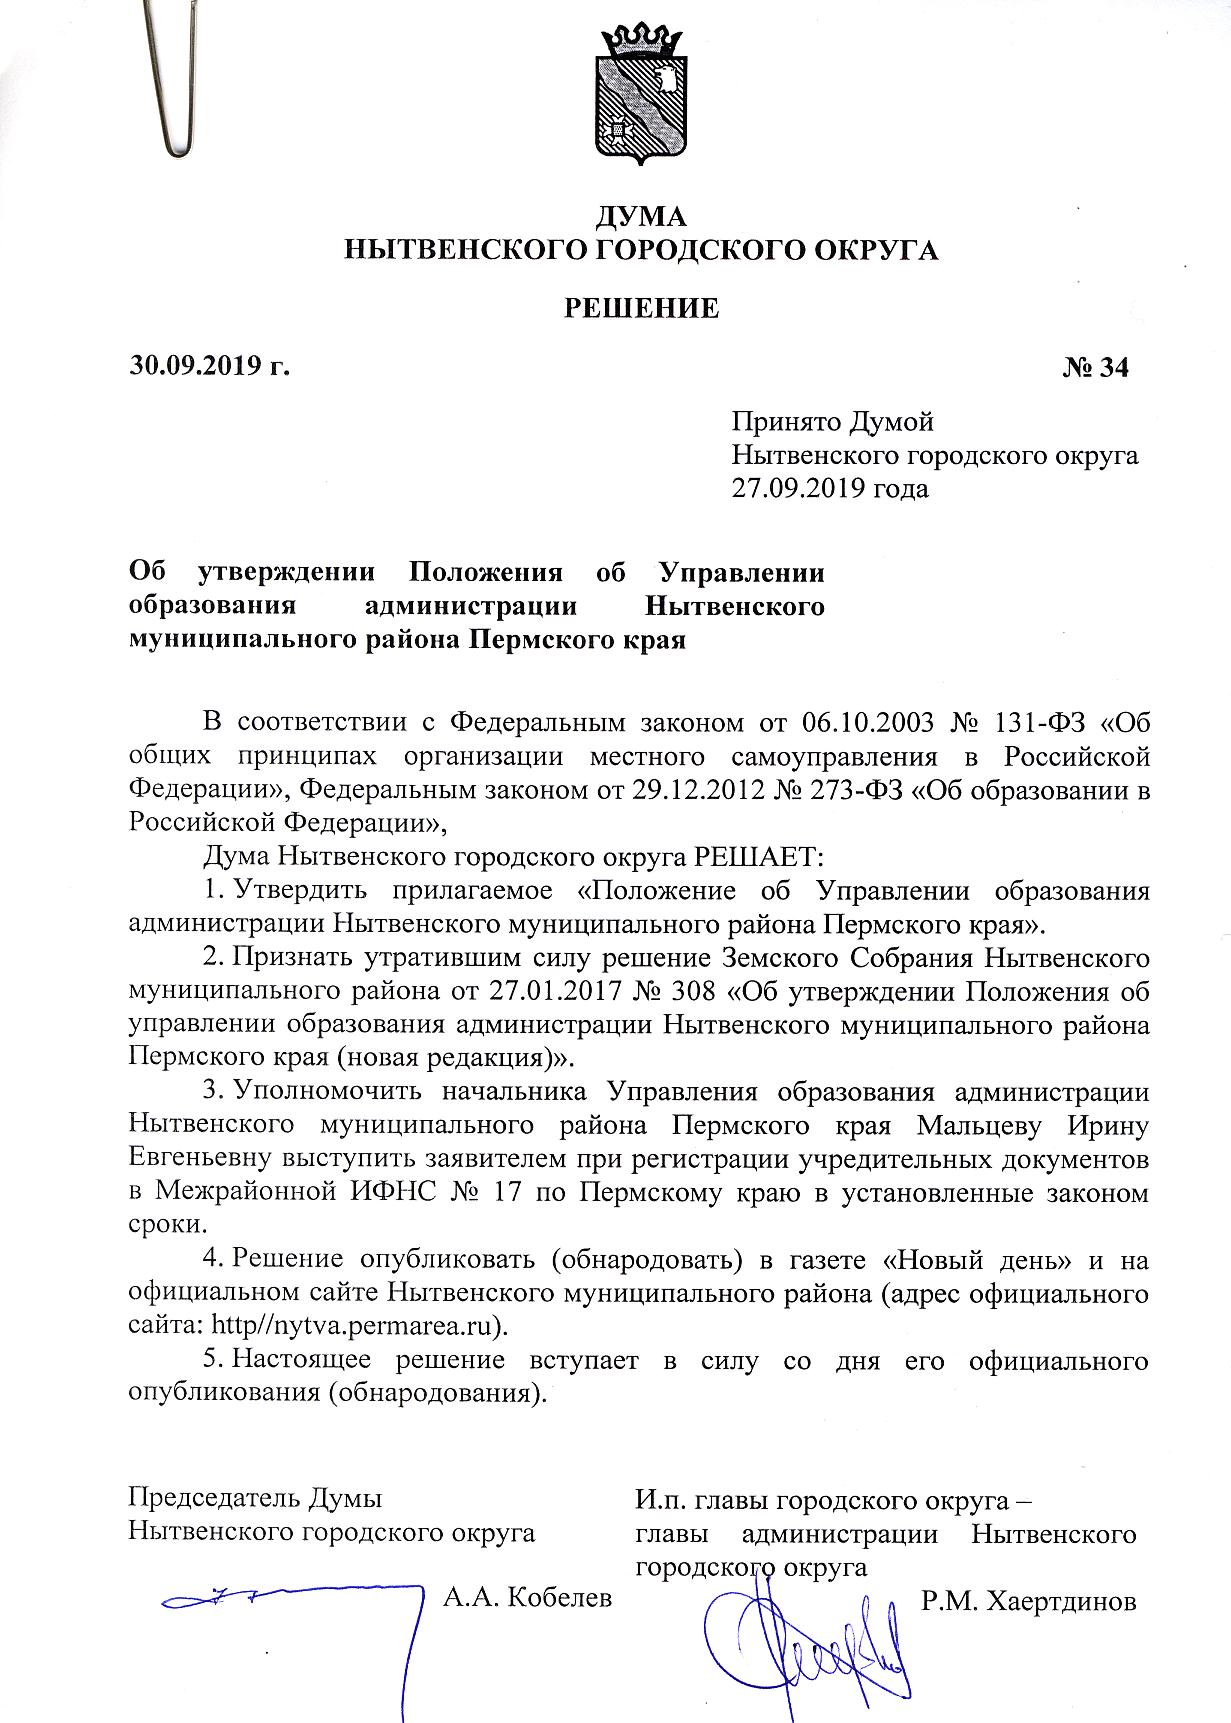 ДУМА
НЫТВЕНСКОГО ГОРОДСКОГО ОКРУГА
РЕШЕНИЕ
30.09.2019 г.
№ 34
Принято Думой
Нытвенского городского округа
27.09.2019 года
Об утверждении Положения об Управлении
образования администрации Нытвенского
муниципального района Пермского края
В соответствии с Федеральным законом от 06.10.2003 № 131-ФЗ «Об
общих принципах организации местного самоуправления в Российской
Федерации», Федеральным законом от 29.12.2012 № 273-ФЗ «Об образовании в
Российской Федерации»,
Дума Нытвенского городского округа РЕШАЕТ:
1. Утвердить прилагаемое «Положение об Управлении образования
администрации Нытвенского муниципального района Пермского края».
2. Признать утратившим силу решение Земского Собрания Нытвенского
муниципального района от 27.01.2017 № 308 «Об утверждении Положения об
управлении образования администрации Нытвенского муниципального района
Пермского края (новая редакция)».
3. Уполномочить начальника Управления образования администрации
Нытвенского муниципального района Пермского края Мальцеву Ирину
Евгеньевну выступить заявителем при регистрации учредительных документов
в Межрайонной ИФНС № 17 по Пермскому краю в установленные законом
сроки.
4. Решение опубликовать (обнародовать) в газете «Новый день» и на
официальном сайте Нытвенского муниципального района (адрес официального
сайта: http//nytva.permarea.ru).
5. Настоящее решение вступает в силу со дня его официального
опубликования (обнародования).
Председатель Думы
Нытвенского городского округа
А.А. Кобелев
И.п. главы городского округа –
главы администрации Нытвенского
городского округа
Р.М. Хаертдинов